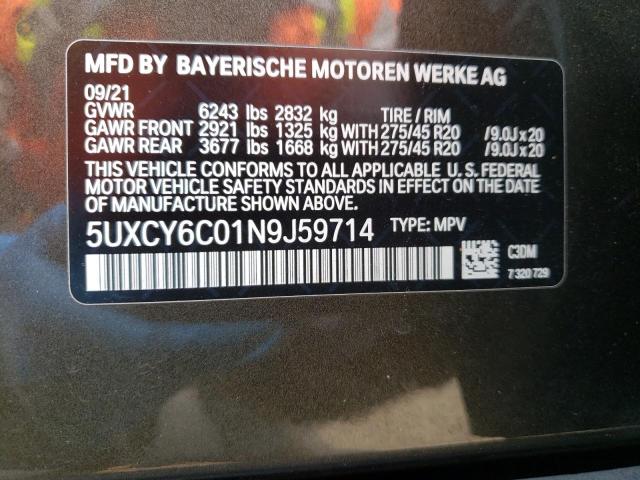 MFD BY BAYERISCHE MOTOREN WERKE AG
09/21
GVWR 6243 lbs 2832 kg TIRE / RIM
GAWR FRONT 2921 lbs 1325 kg WITH 275/45 R20 /9.0J x 20
GAWR REAR 3677 lbs 1668 kg WITH 275/45 R20 /9.0J x 20
THIS VEHICLE CONFORMS TO ALL APPLICABLE U. S. FEDERAL
MOTOR VEHICLE SAFETY STANDARDS IN EFFECT ON THE DATE
OF MANUFACTURE SHOWN ABOVE.
5UXCY6C01N9J59714 TYPE: MPV
C3DM
7 320 729